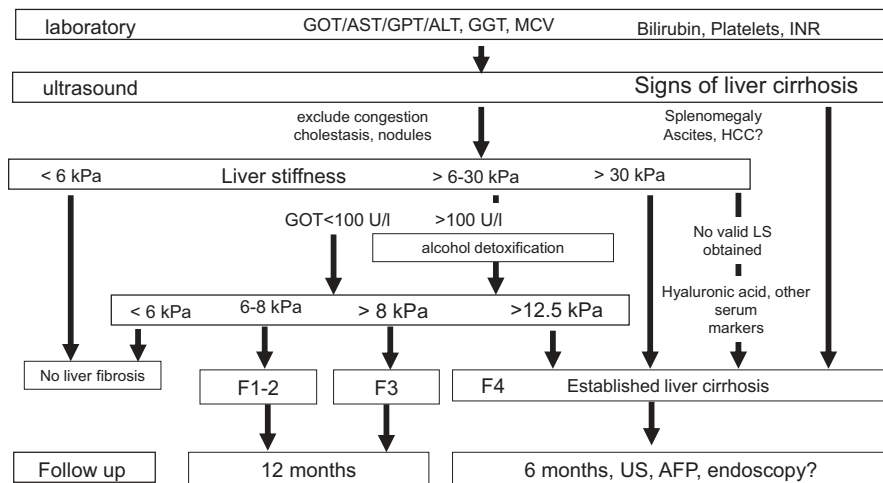 laboratory GOT/AST/GPT/ALT, GGT, MCV Bilirubin, Platelets, INR
ultrasound Signs of liver cirrhosis
exclude congestion
cholestasis, nodules
Splenomegaly
Ascites, HCC?
< 6 kPa Liver stiffness > 6-30 kPa > 30 kPa
GOT<100 U/l >100 U/l
alcohol detoxification
No valid LS
obtained
Hyaluronic acid, other
serum
markers
< 6 kPa 6-8 kPa > 8 kPa >12.5 kPa
No liver fibrosis F1-2 F3 F4 Established liver cirrhosis
Follow up 12 months 6 months, US, AFP, endoscopy?